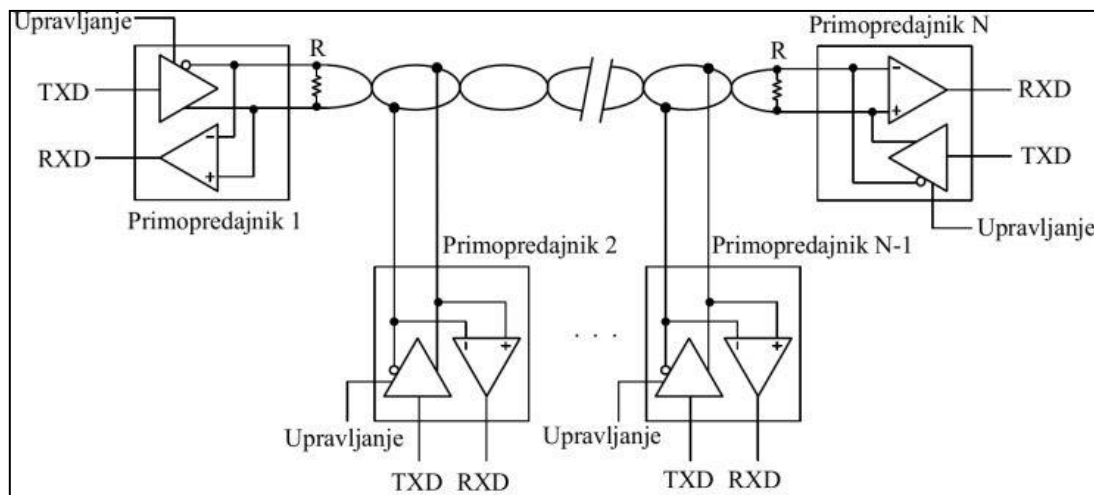 Upravljanje
Primopredajnik N
R
R
TXD
RXD
RXD
TXD
Primopredajnik 1
Upravljanje
Primopredajnik 2
Primopredajnik N-1
. . .
Upravljanje
Upravljanje
TXD RXD
TXD RXD